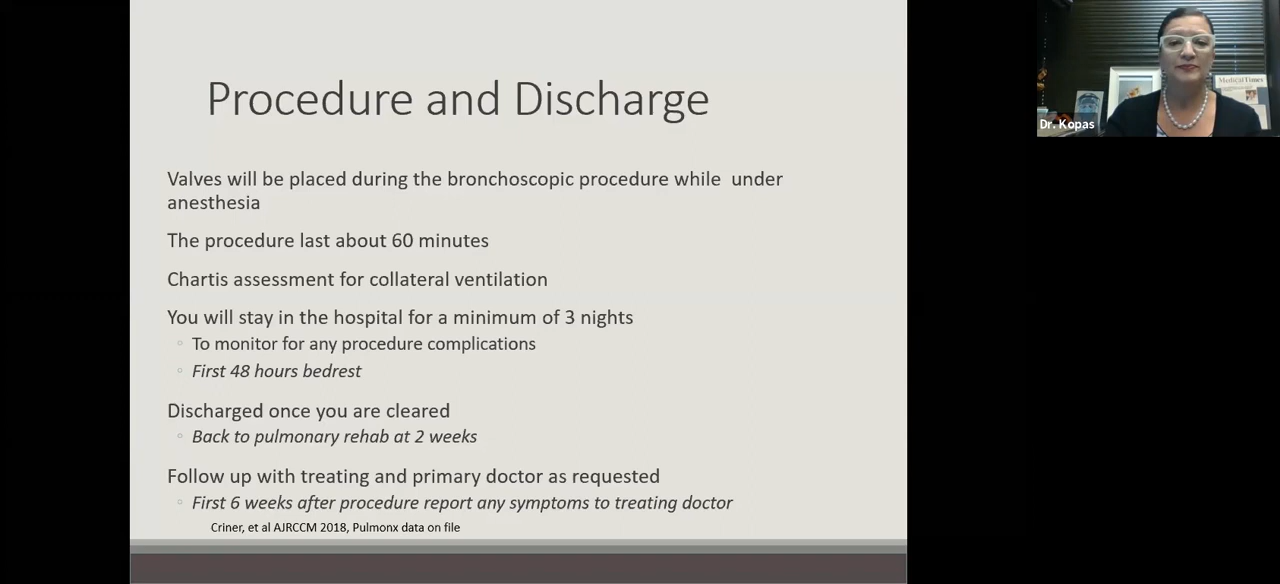 Procedure and Discharge
Valves will be placed during the bronchoscopic procedure while  under
anesthesia
The procedure last about 60 minutes
Chartis assessment for collateral ventilation
You will stay in the hospital for a minimum of 3 nights
◦ To monitor for any procedure complications
◦ First 48 hours bedrest
Discharged once you are cleared
◦ Back to pulmonary rehab at 2 weeks
Follow up with treating and primary doctor as requested
◦ First 6 weeks after procedure report any symptoms to treating doctor
Criner, et al AJRCCM 2018, Pulmonx data on file
Medical Times
Dr. Kopas